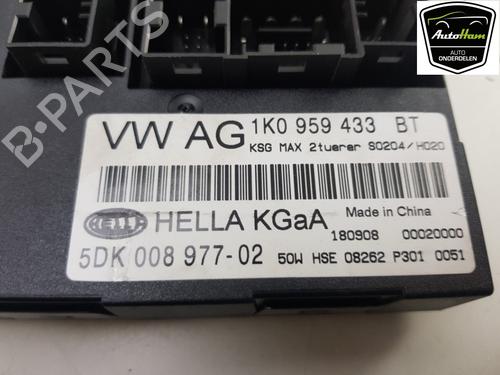 AutoHam
AUTO
ONDERDELEN
B-PARTS
VW AG 1K0 959 433 BT
KSG MAX 2tuerer S0204/H020
HELLA HELLA KGaA Made in China
180908 00020000
5DK 008 977-02 50W HSE 08262 P301 0051